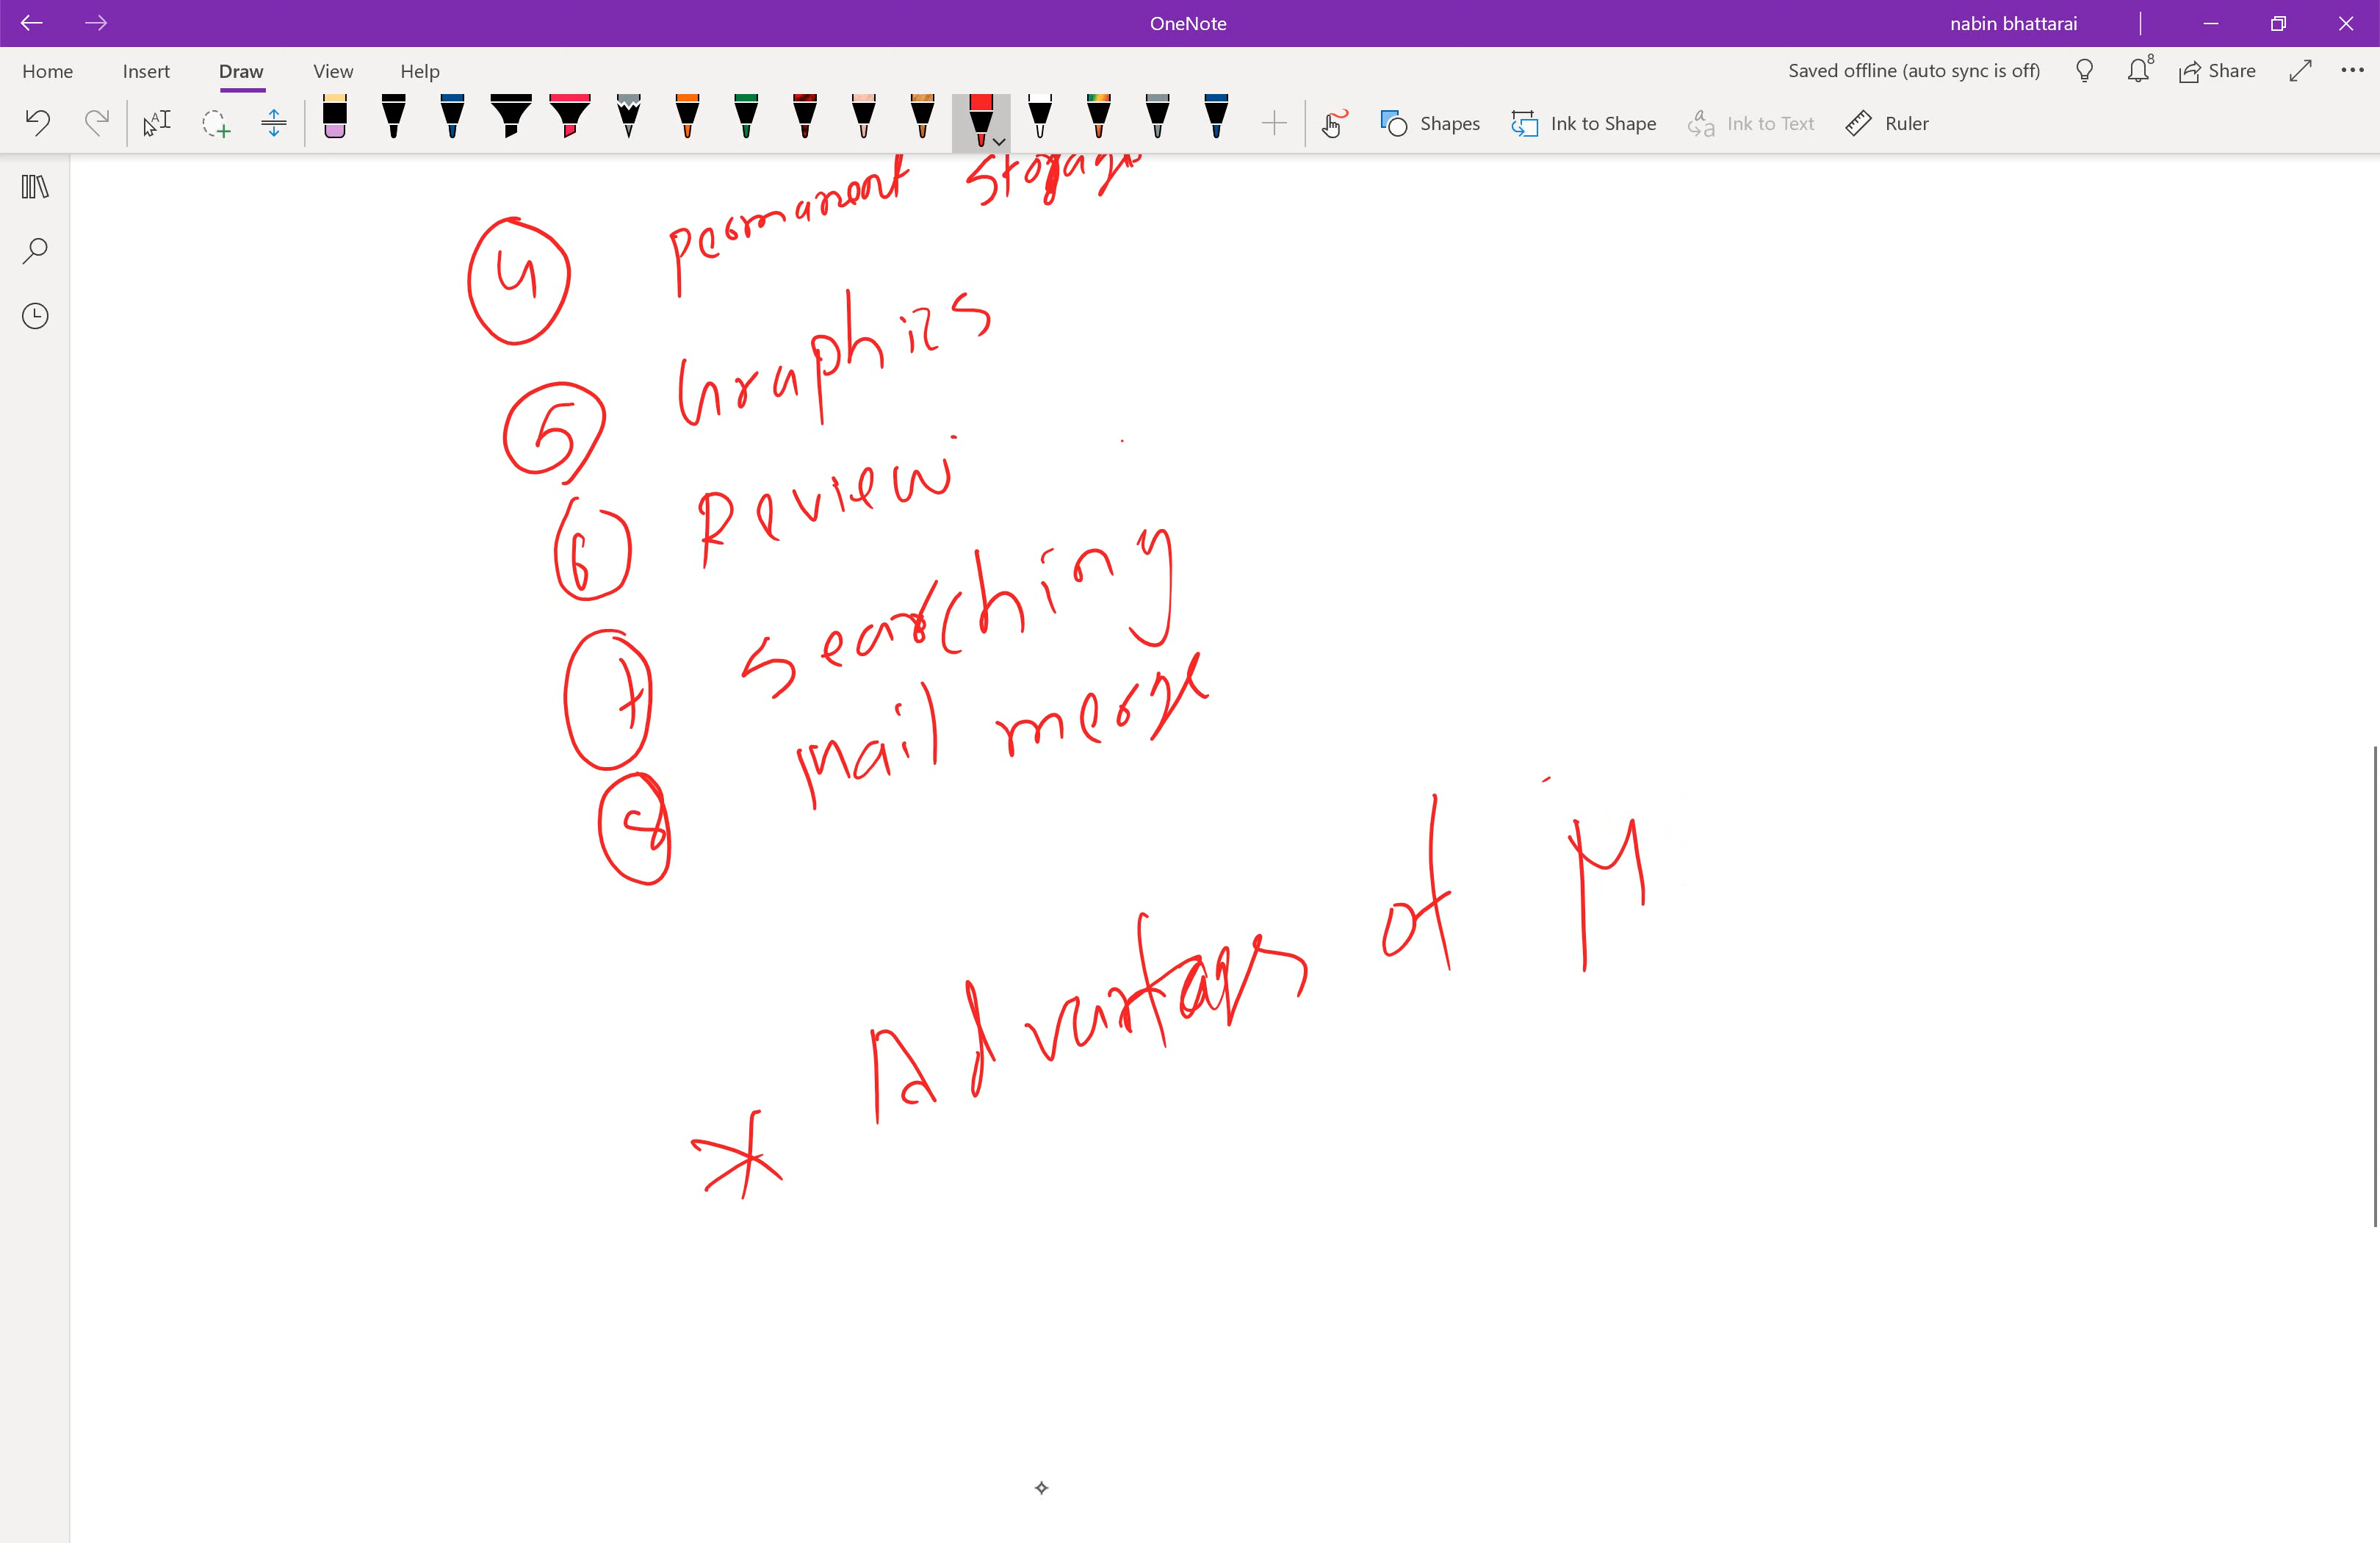 OneNote
nabin bhattarai
Home Insert Draw View Help
Saved offline (auto sync is off)
8
Share
Shapes
Ink to Shape
Ink to Text
Ruler
4 permanent Storage
5 Graphics
6 Review
7 Searching
8 Mail merge
* Advantages of M